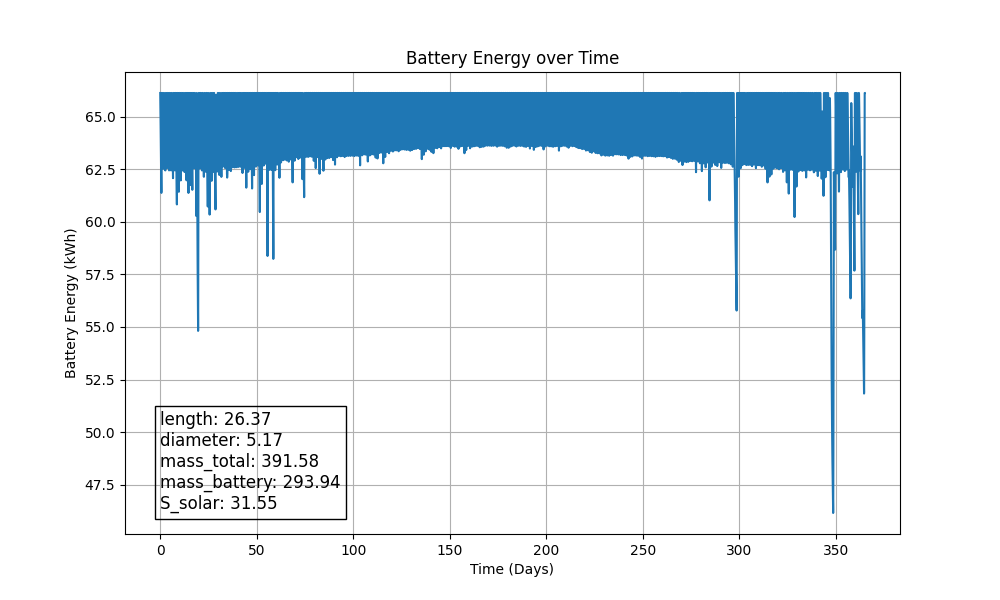 Battery Energy over Time
Battery Energy (kWh)
65.0
62.5
60.0
57.5
55.0
52.5
50.0
47.5
length: 26.37
diameter: 5.17
mass_total: 391.58
mass_battery: 293.94
S_solar: 31.55
0 50 100 150 200 250 300 350
Time (Days)